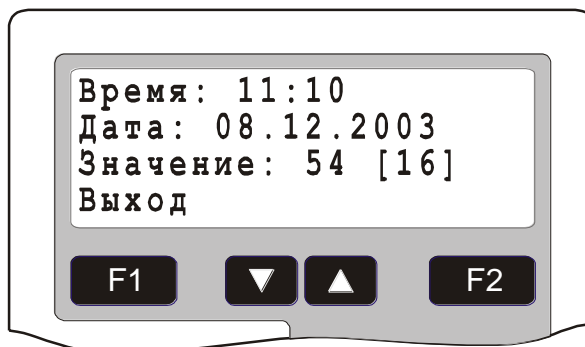 Время: 11:10
Дата: 08.12.2003
Значение: 54 [16]
Выход
F1 ▼ ▲ F2